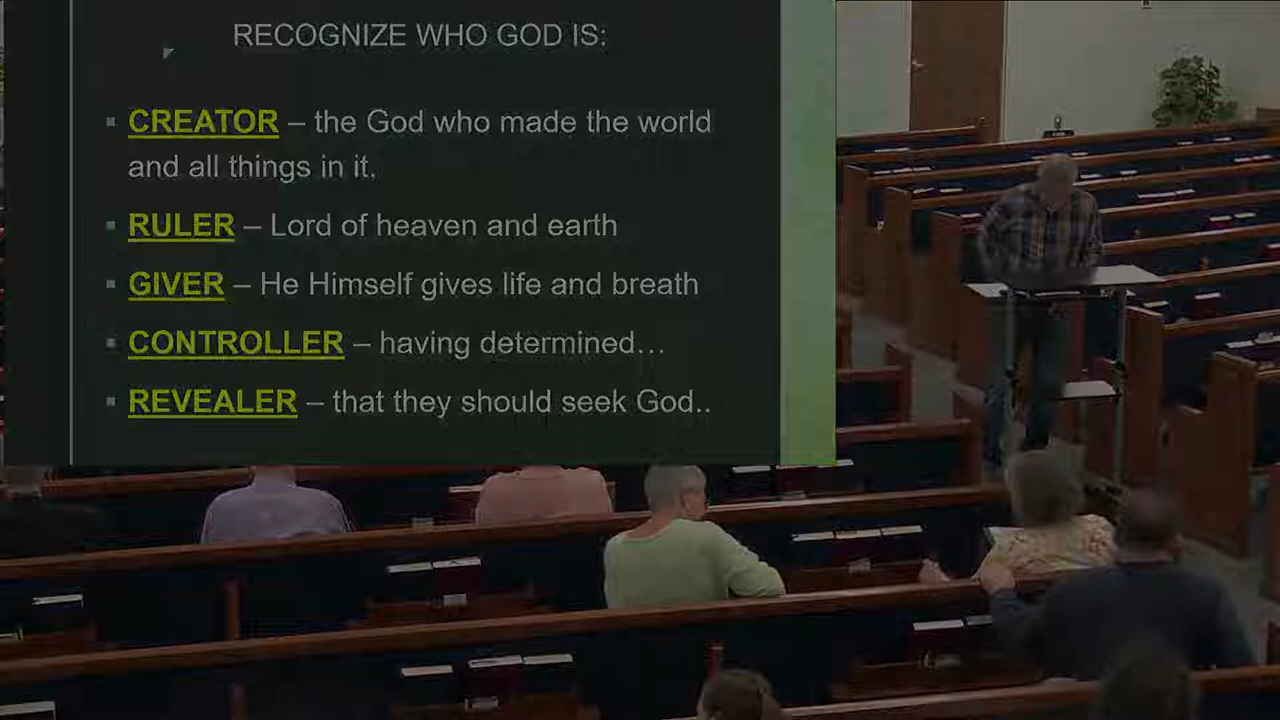 RECOGNIZE WHO GOD IS:
▪ CREATOR – the God who made the world
and all things in it.
▪ RULER – Lord of heaven and earth
▪ GIVER – He Himself gives life and breath
▪ CONTROLLER – having determined…
▪ REVEALER – that they should seek God..